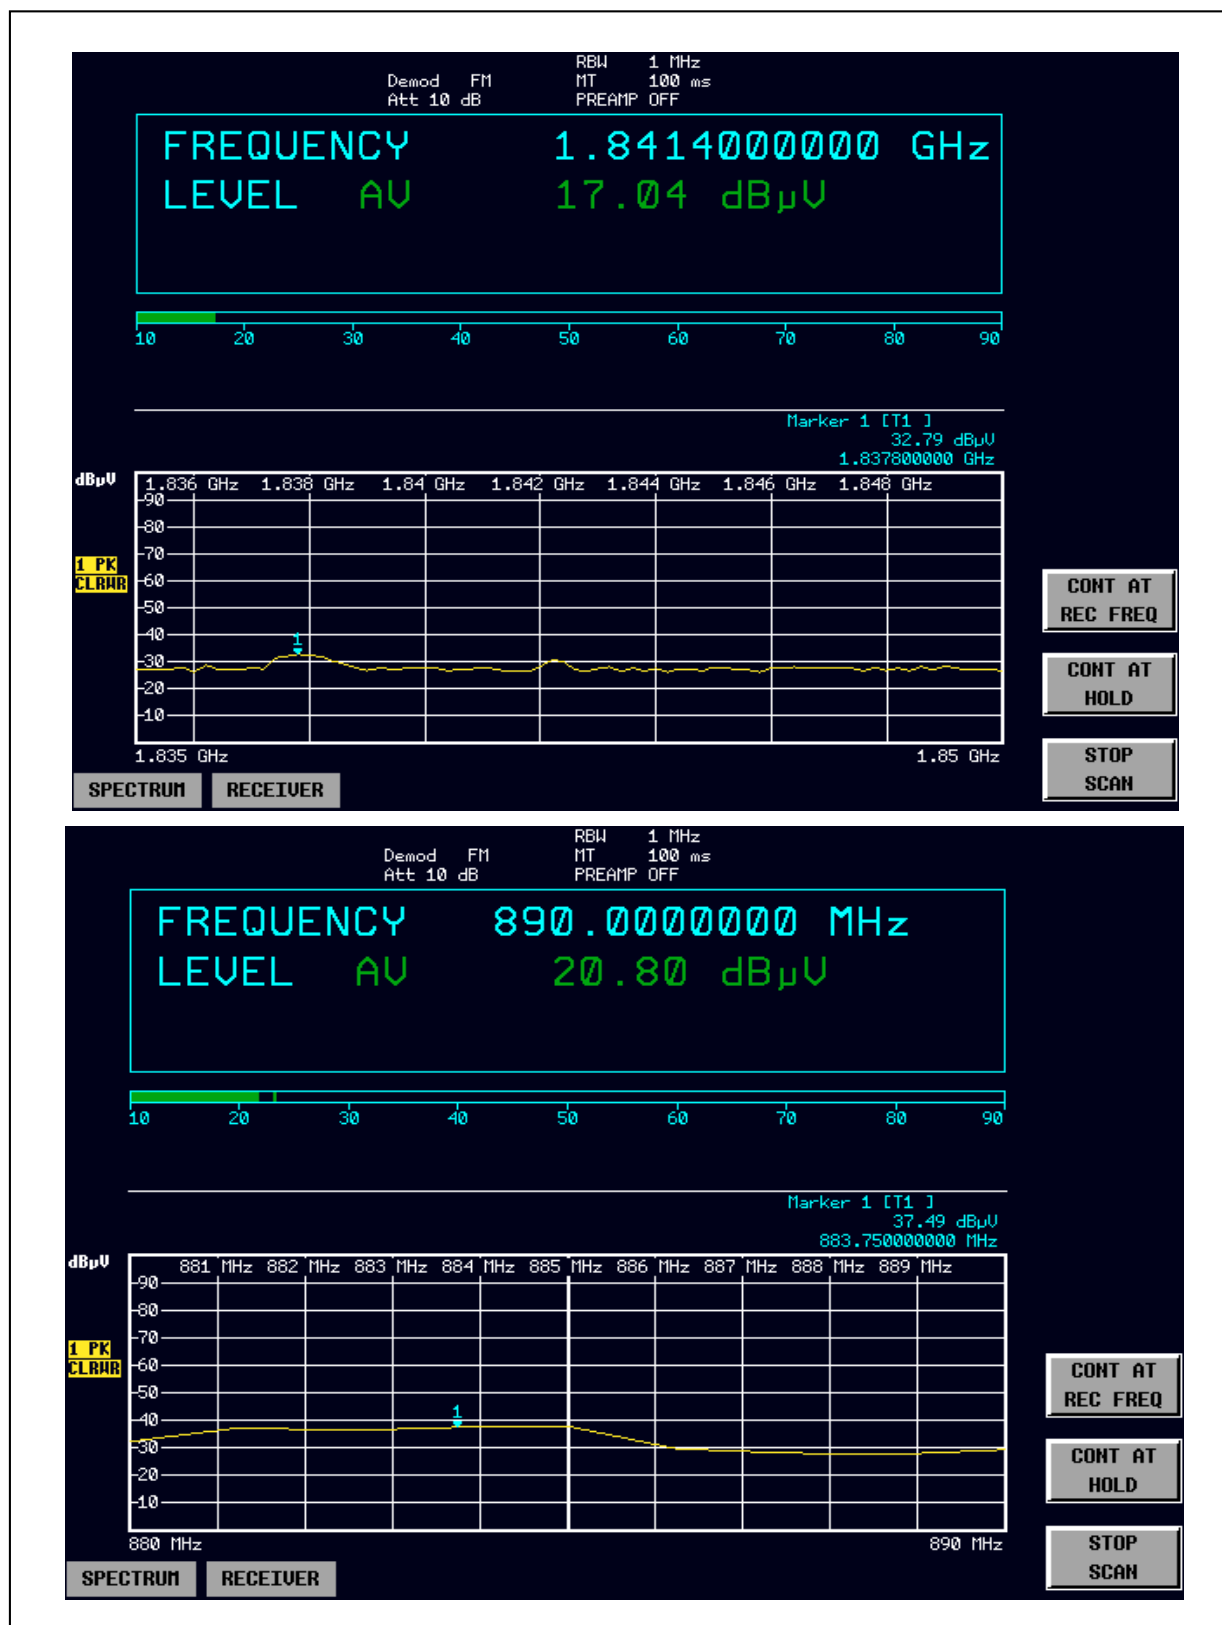 RBW 1 MHz
Demod FM MT 100 ms
Att 10 dB PREAMP OFF
FREQUENCY 1.8414000000 GHz
LEVEL AV 17.04 dBµV
10 20 30 40 50 60 70 80 90
Marker 1 [T1 ]
32.79 dBµV
1.837800000 GHz
dBµV
1.836 GHz 1.838 GHz 1.84 GHz 1.842 GHz 1.844 GHz 1.846 GHz 1.848 GHz
90
80
70
1 PK
CLRWR
60
50
40
1
30
20
10
1.835 GHz 1.85 GHz
CONT AT
REC FREQ
CONT AT
HOLD
STOP
SCAN
SPECTRUM RECEIVER
RBW 1 MHz
Demod FM MT 100 ms
Att 10 dB PREAMP OFF
FREQUENCY 890.0000000 MHz
LEVEL AV 20.80 dBµV
10 20 30 40 50 60 70 80 90
Marker 1 [T1 ]
37.49 dBµV
883.750000000 MHz
dBµV
881 MHz 882 MHz 883 MHz 884 MHz 885 MHz 886 MHz 887 MHz 888 MHz 889 MHz
90
80
70
1 PK
CLRWR
60
50
1
40
30
20
10
880 MHz 890 MHz
CONT AT
REC FREQ
CONT AT
HOLD
STOP
SCAN
SPECTRUM RECEIVER